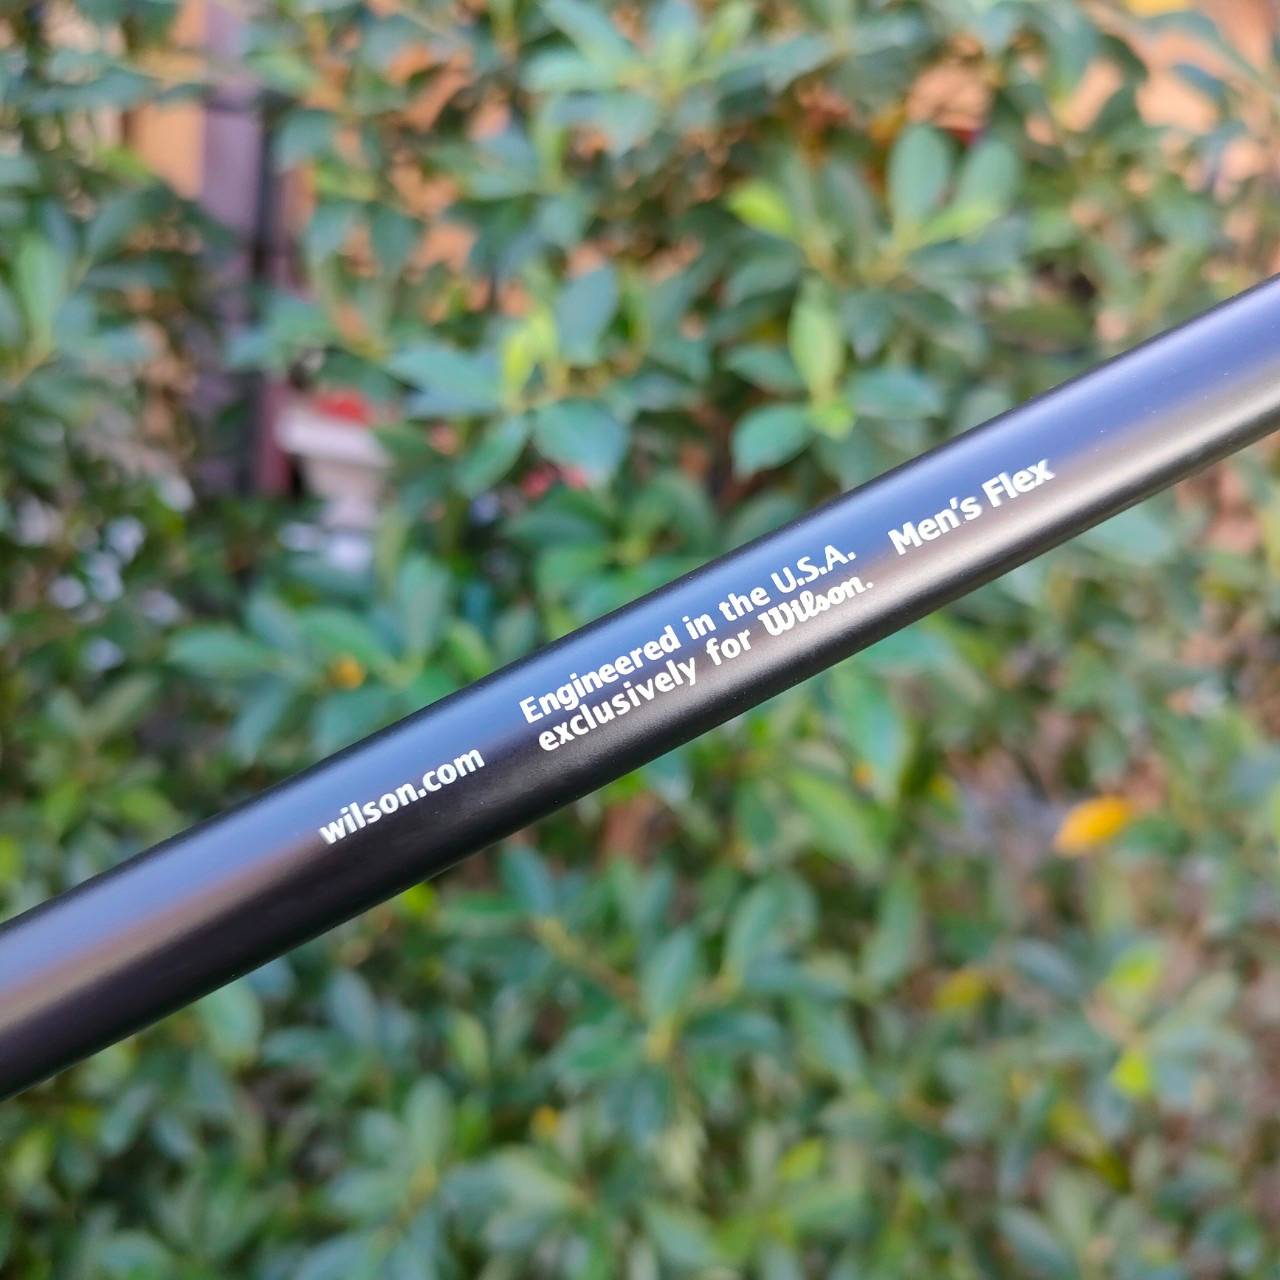 wilson.com
Engineered in the U.S.A.
exclusively for Wilson.
Men's Flex